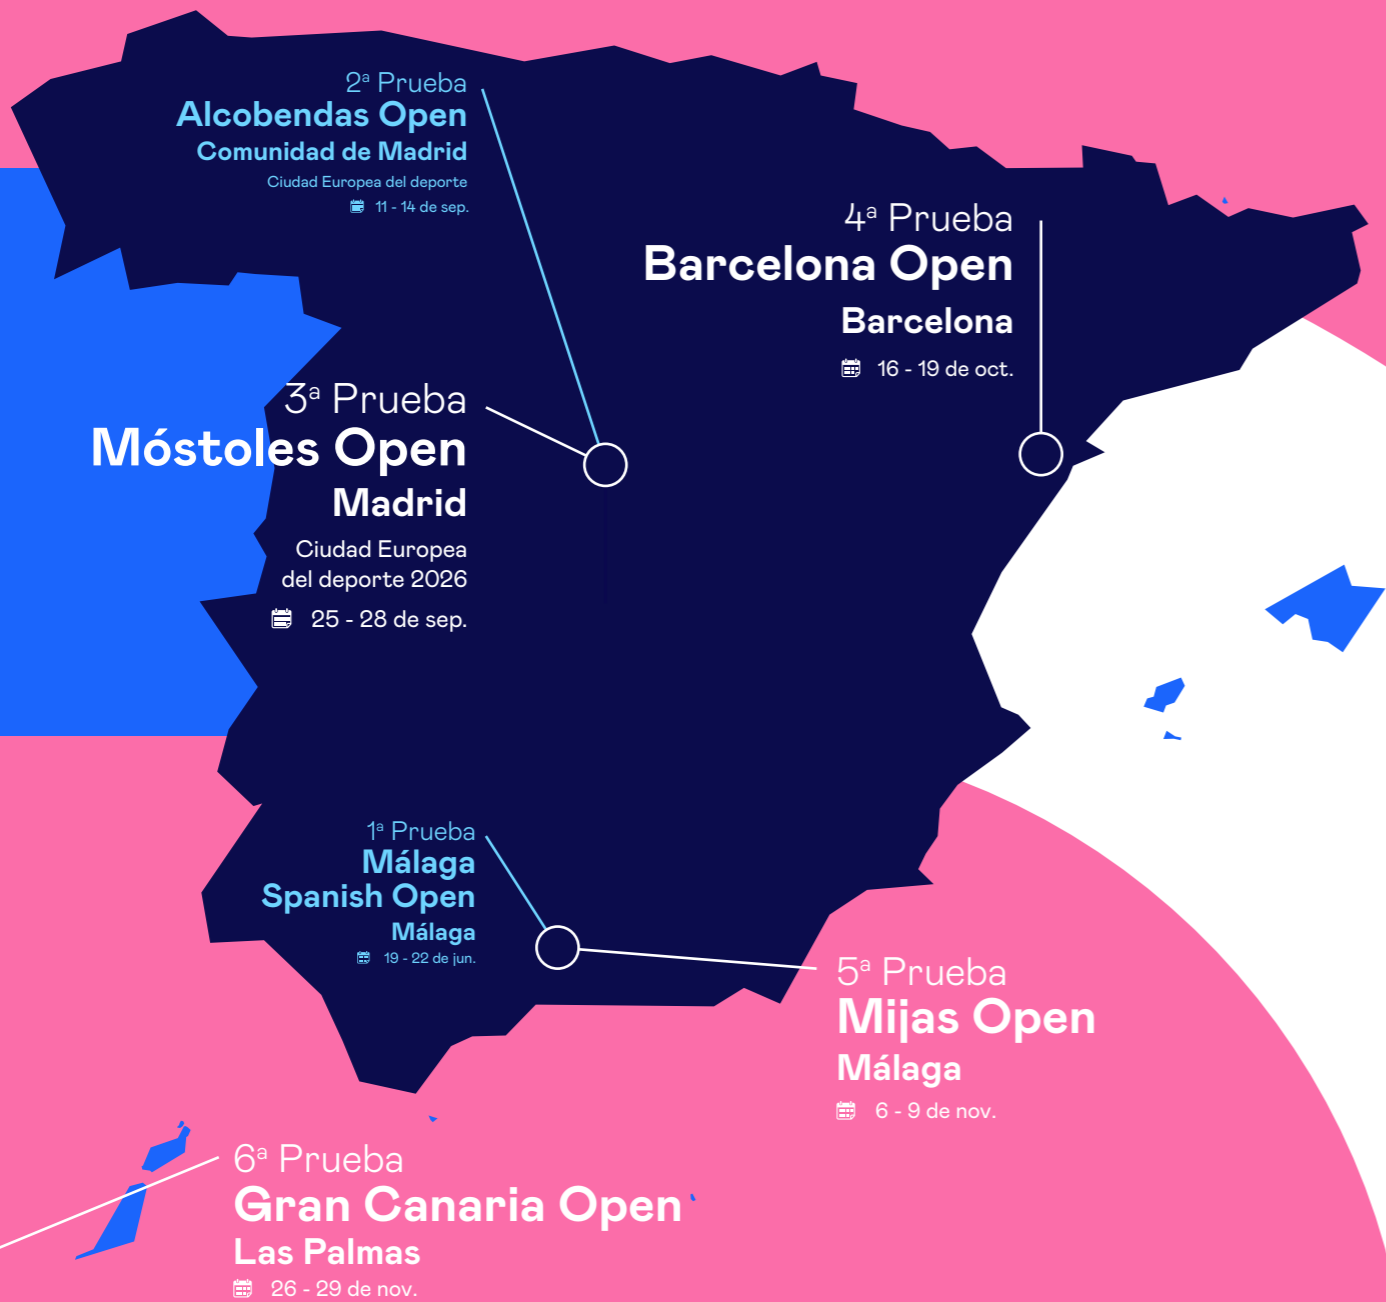 2ª Prueba
Alcobendas Open
Comunidad de Madrid
Ciudad Europea del deporte
11 - 14 de sep.
4ª Prueba
Barcelona Open
Barcelona
16 - 19 de oct.
3ª Prueba
Móstoles Open
Madrid
Ciudad Europea
del deporte 2026
25 - 28 de sep.
1ª Prueba
Málaga
Spanish Open
Málaga
19 - 22 de jun.
5ª Prueba
Mijas Open
Málaga
6 - 9 de nov.
6ª Prueba
Gran Canaria Open
Las Palmas
26 - 29 de nov.